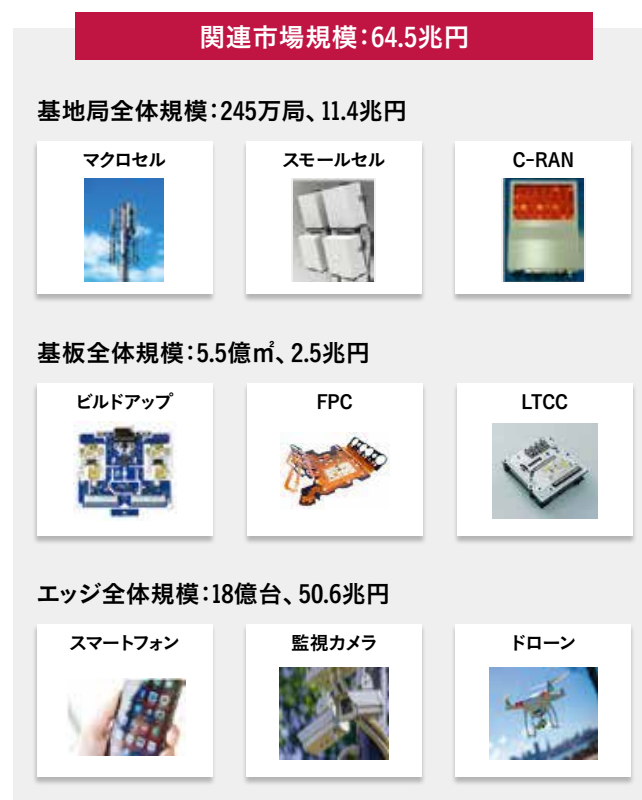 関連市場規模：64.5兆円
基地局全体規模：245万局、11.4兆円
マクロセル
スモールセル
C-RAN
基板全体規模：5.5億㎡、2.5兆円
ビルドアップ
FPC
LTCC
エッジ全体規模：18億台、50.6兆円
スマートフォン
監視カメラ
ドローン